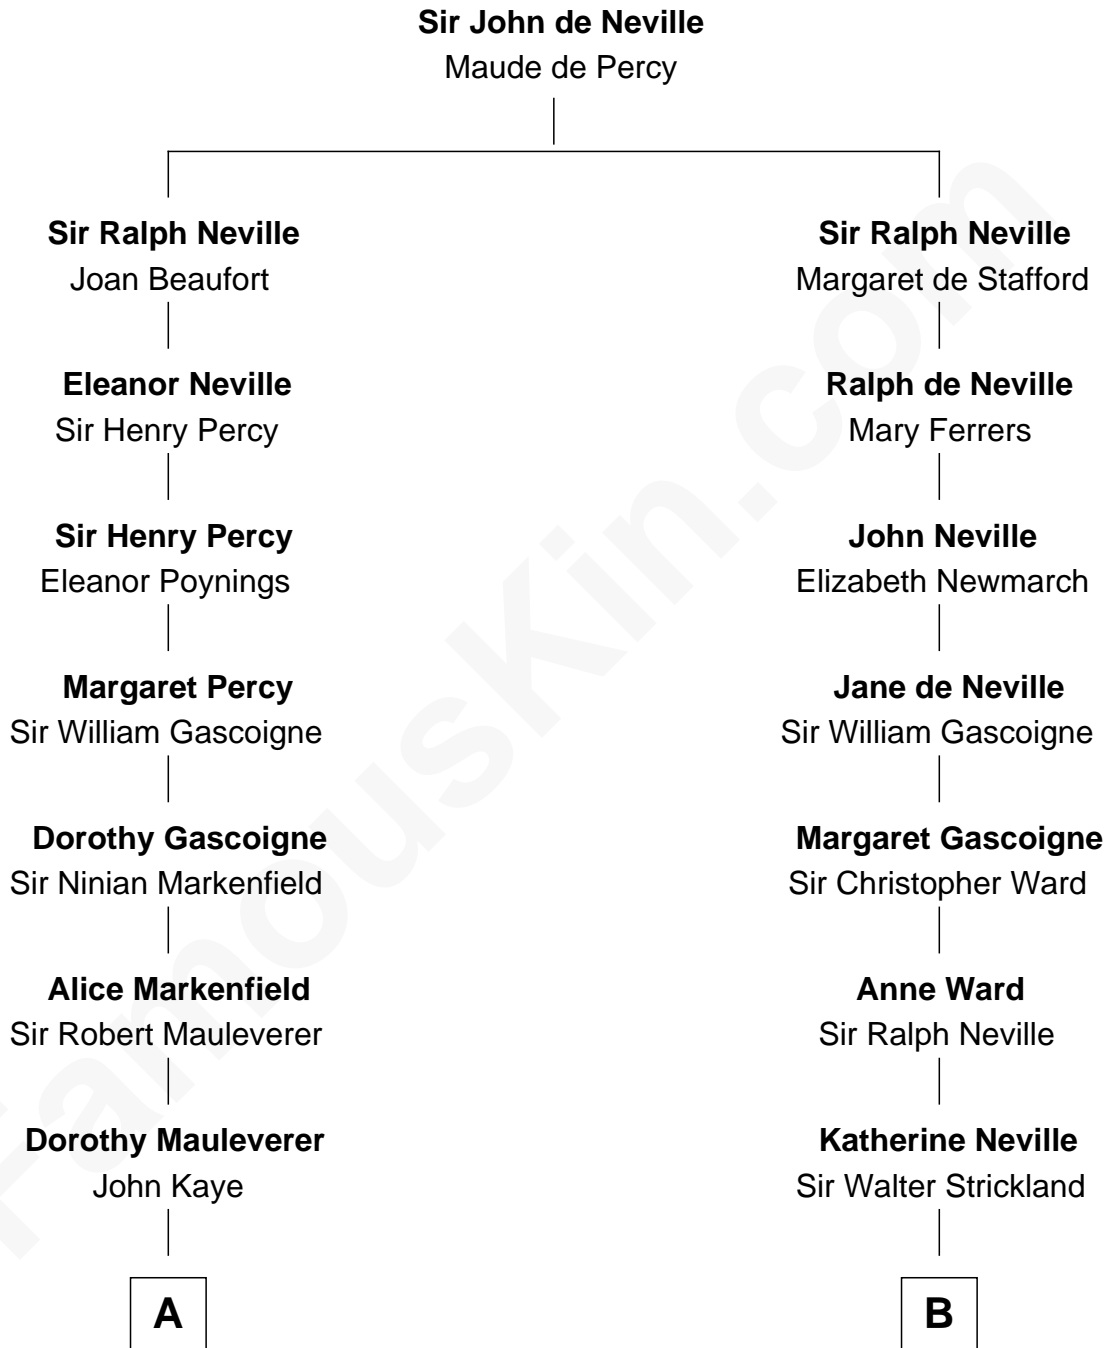 Sir John de Neville
Maude de Percy
Sir Ralph Neville
Joan Beaufort
Eleanor Neville
Sir Henry Percy
Sir Henry Percy
Eleanor Poynings
Margaret Percy
Sir William Gascoigne
Dorothy Gascoigne
Sir Ninian Markenfield
Alice Markenfield
Sir Robert Mauleverer
Dorothy Mauleverer
John Kaye
A
Sir Ralph Neville
Margaret de Stafford
Ralph de Neville
Mary Ferrers
John Neville
Elizabeth Newmarch
Jane de Neville
Sir William Gascoigne
Margaret Gascoigne
Sir Christopher Ward
Anne Ward
Sir Ralph Neville
Katherine Neville
Sir Walter Strickland
B
FamousKin.com